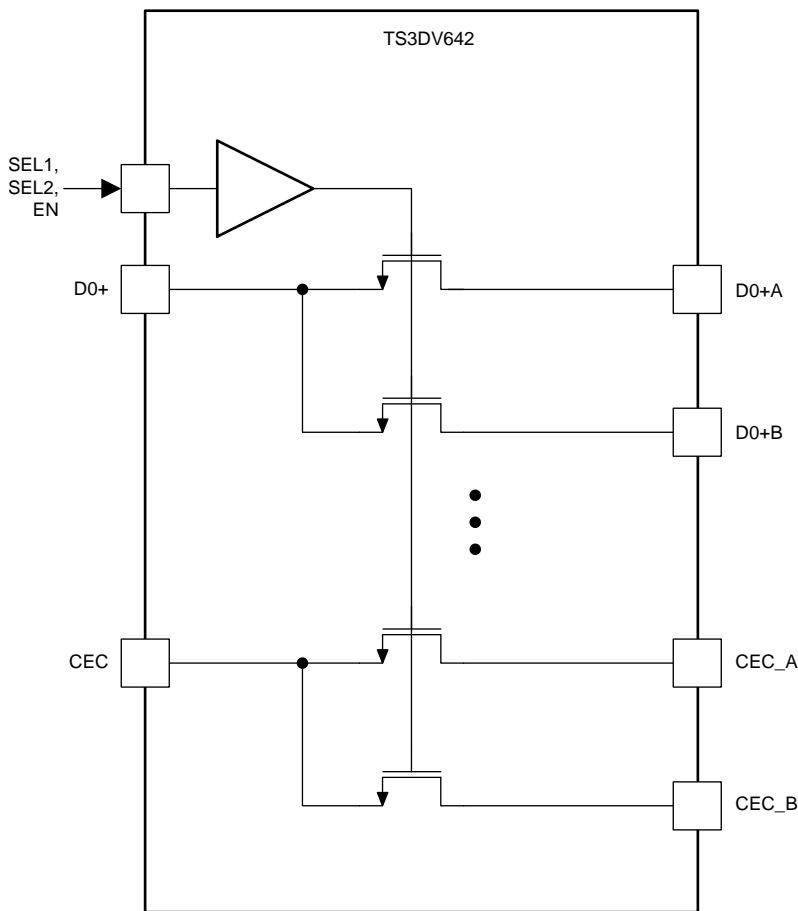 TS3DV642
SEL1,
SEL2,
EN
D0+
D0+A
D0+B
CEC
CEC_A
CEC_B